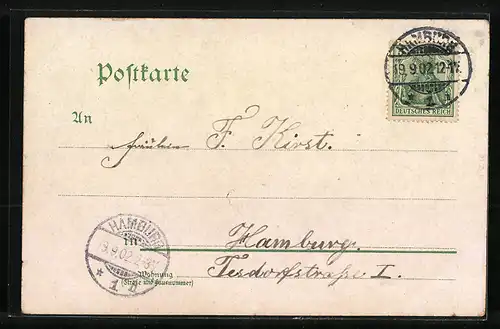 HAMBURG
19.9.02.12-1N.
* 1 i
DEUTSCHES REICH
Postkarte
An
Fräulein F. Kirst.
HAMBURG
19.9.02.
* 1
in Hamburg.
Wohnung
(Straße und Hausnummer)
Tesdorfstraße I.